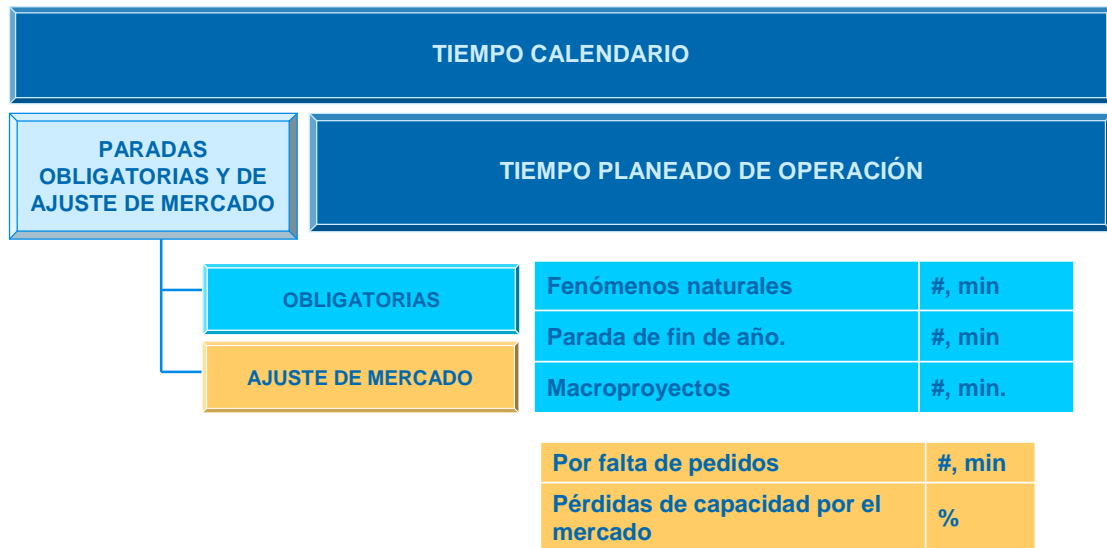 TIEMPO CALENDARIO
PARADAS
OBLIGATORIAS Y DE
AJUSTE DE MERCADO
TIEMPO PLANEADO DE OPERACIÓN
OBLIGATORIAS
AJUSTE DE MERCADO
Fenómenos naturales #, min
Parada de fin de año. #, min
Macroproyectos #, min.
Por falta de pedidos #, min
Pérdidas de capacidad por el
mercado %